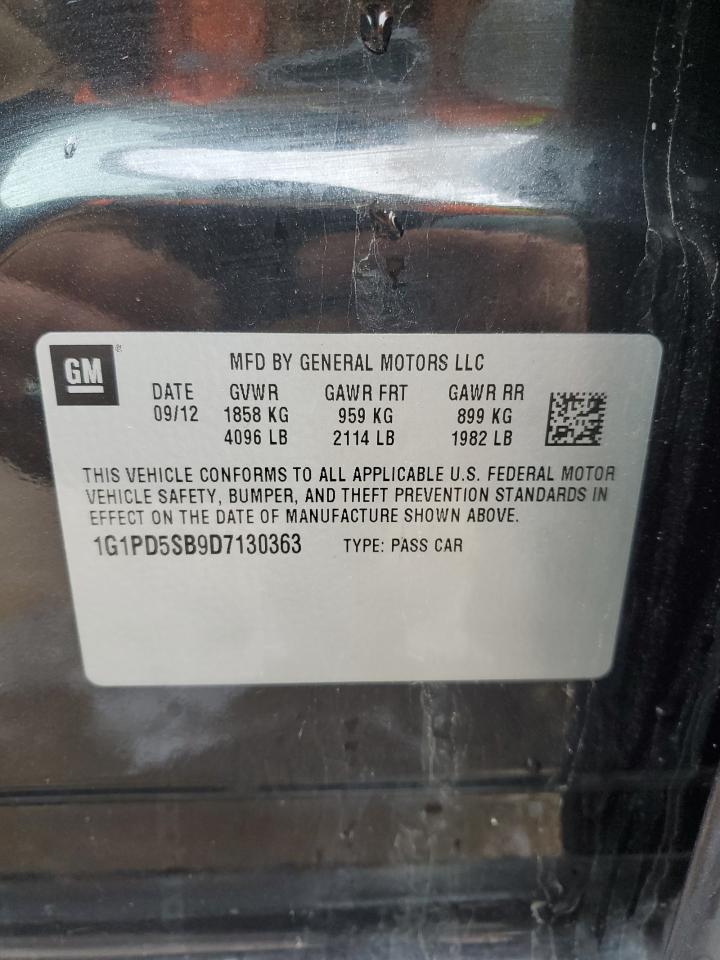 GM
MFD BY GENERAL MOTORS LLC
DATE GVWR GAWR FRT GAWR RR
09/12 1858 KG 959 KG 899 KG
4096 LB 2114 LB 1982 LB
THIS VEHICLE CONFORMS TO ALL APPLICABLE U.S. FEDERAL MOTOR
VEHICLE SAFETY, BUMPER, AND THEFT PREVENTION STANDARDS IN
EFFECT ON THE DATE OF MANUFACTURE SHOWN ABOVE.
1G1PD5SB9D7130363 TYPE: PASS CAR